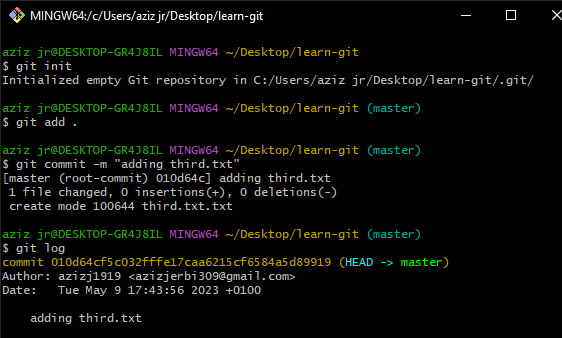 MINGW64:/c/Users/aziz jr/Desktop/learn-git
aziz jr@DESKTOP-GR4J8IL MINGW64 ~/Desktop/learn-git
$ git init
Initialized empty Git repository in C:/Users/aziz jr/Desktop/learn-git/.git/
aziz jr@DESKTOP-GR4J8IL MINGW64 ~/Desktop/learn-git (master)
$ git add .
aziz jr@DESKTOP-GR4J8IL MINGW64 ~/Desktop/learn-git (master)
$ git commit -m "adding third.txt"
[master (root-commit) 010d64c] adding third.txt
 1 file changed, 0 insertions(+), 0 deletions(-)
 create mode 100644 third.txt.txt
aziz jr@DESKTOP-GR4J8IL MINGW64 ~/Desktop/learn-git (master)
$ git log
commit 010d64cf5c032fffe17caa6215cf6584a5d89919 (HEAD -> master)
Author: azizj1919 <azizjerbi309@gmail.com>
Date:   Tue May 9 17:43:56 2023 +0100
    adding third.txt